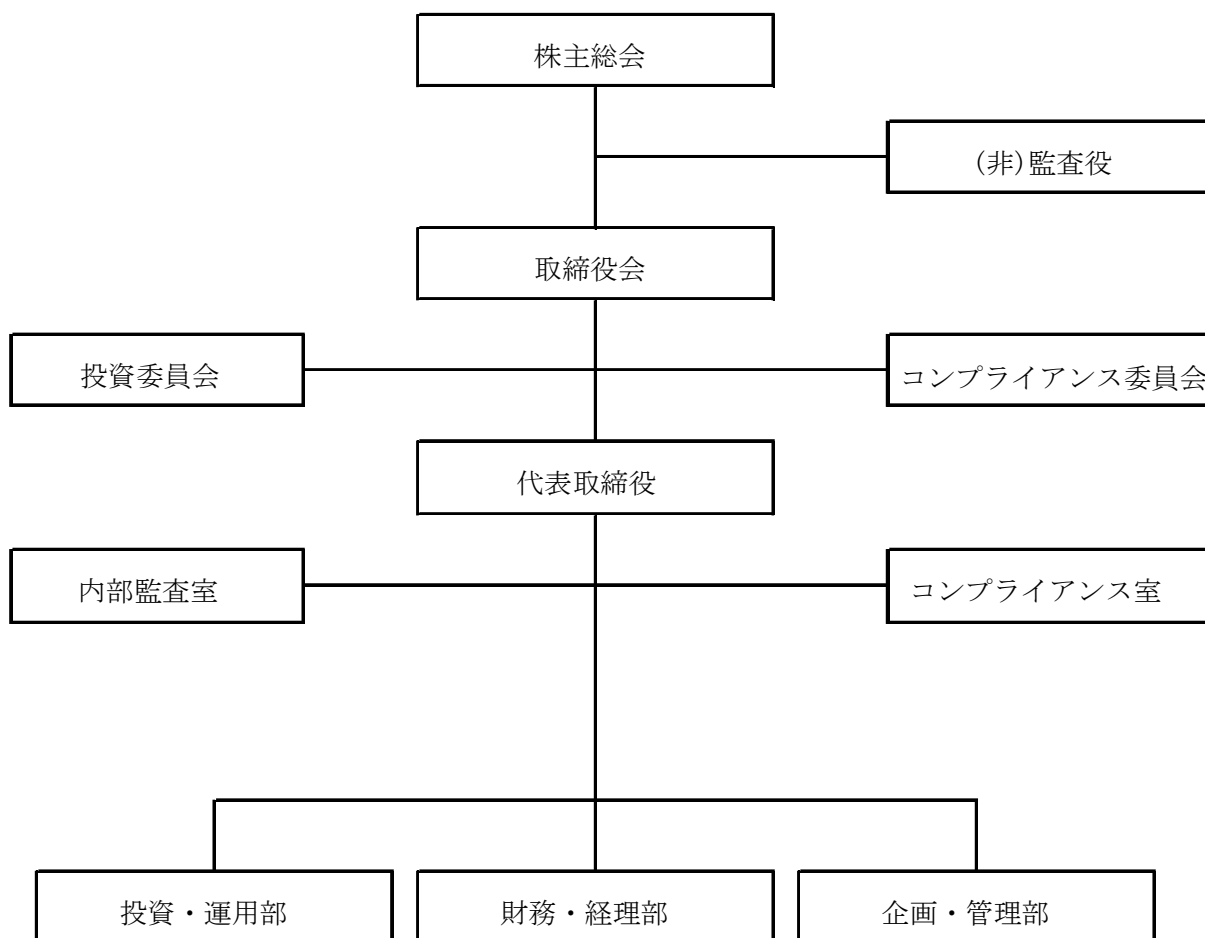 株主総会
(非)監査役
取締役会
投資委員会
コンプライアンス委員会
代表取締役
内部監査室
コンプライアンス室
投資・運用部
財務・経理部
企画・管理部